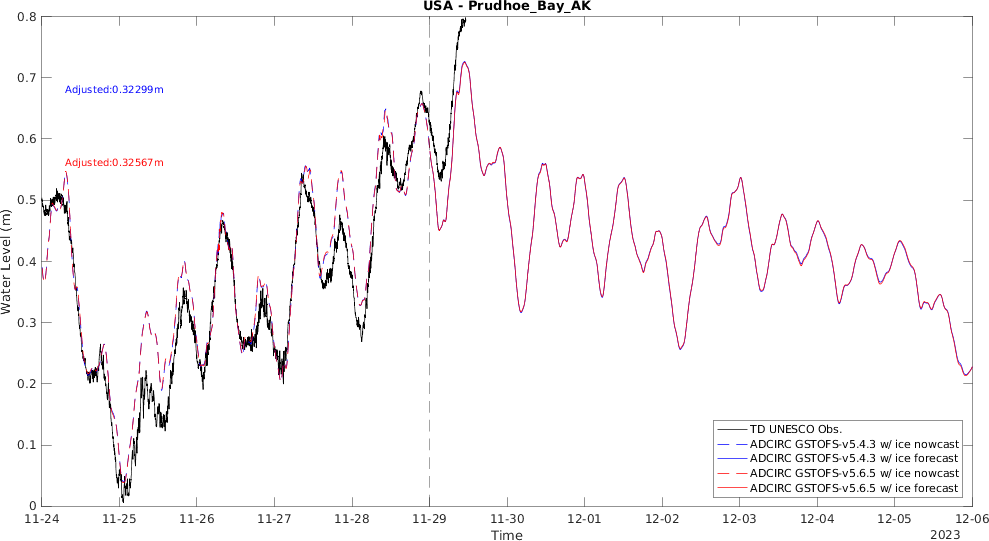 USA - Prudhoe_Bay_AK
0.8
0.7
0.6
0.5
0.4
0.3
0.2
0.1
0
Water Level (m)
Adjusted:0.32299m
Adjusted:0.32567m
TD UNESCO Obs.
ADCIRC GSTOFS-v5.4.3 w/ ice nowcast
ADCIRC GSTOFS-v5.4.3 w/ ice forecast
ADCIRC GSTOFS-v5.6.5 w/ ice nowcast
ADCIRC GSTOFS-v5.6.5 w/ ice forecast
11-24 11-25 11-26 11-27 11-28 11-29 11-30 12-01 12-02 12-03 12-04 12-05 12-06
Time
2023